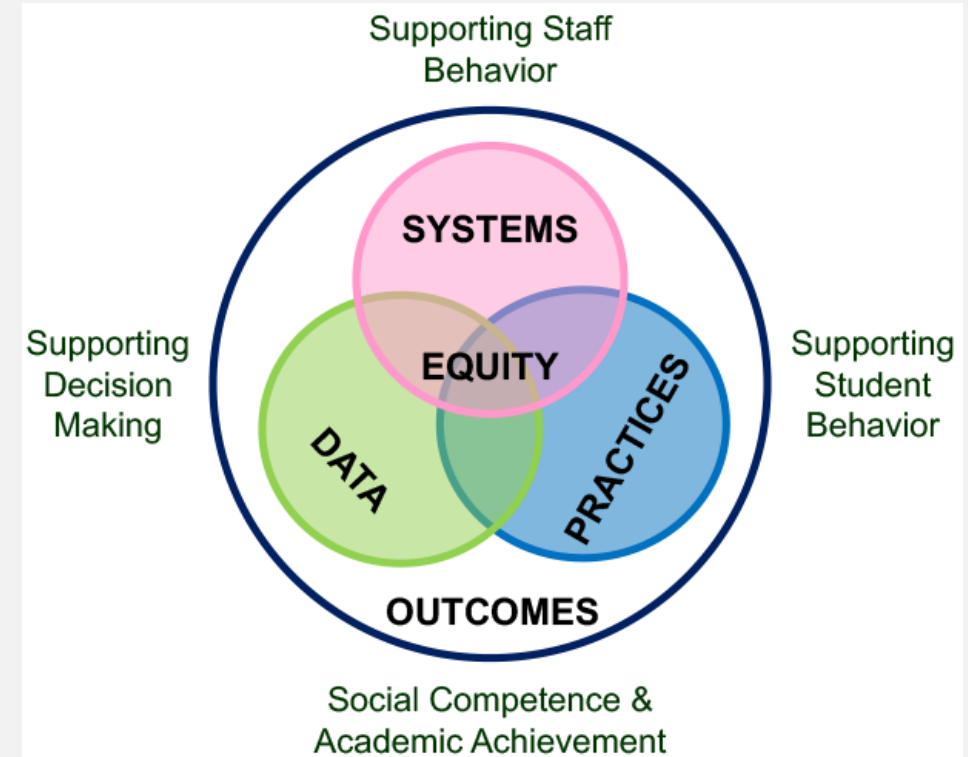 Supporting Staff
Behavior
SYSTEMS
Supporting
Decision
Making
EQUITY
Supporting
Student
Behavior
DATA
PRACTICES
OUTCOMES
Social Competence &
Academic Achievement